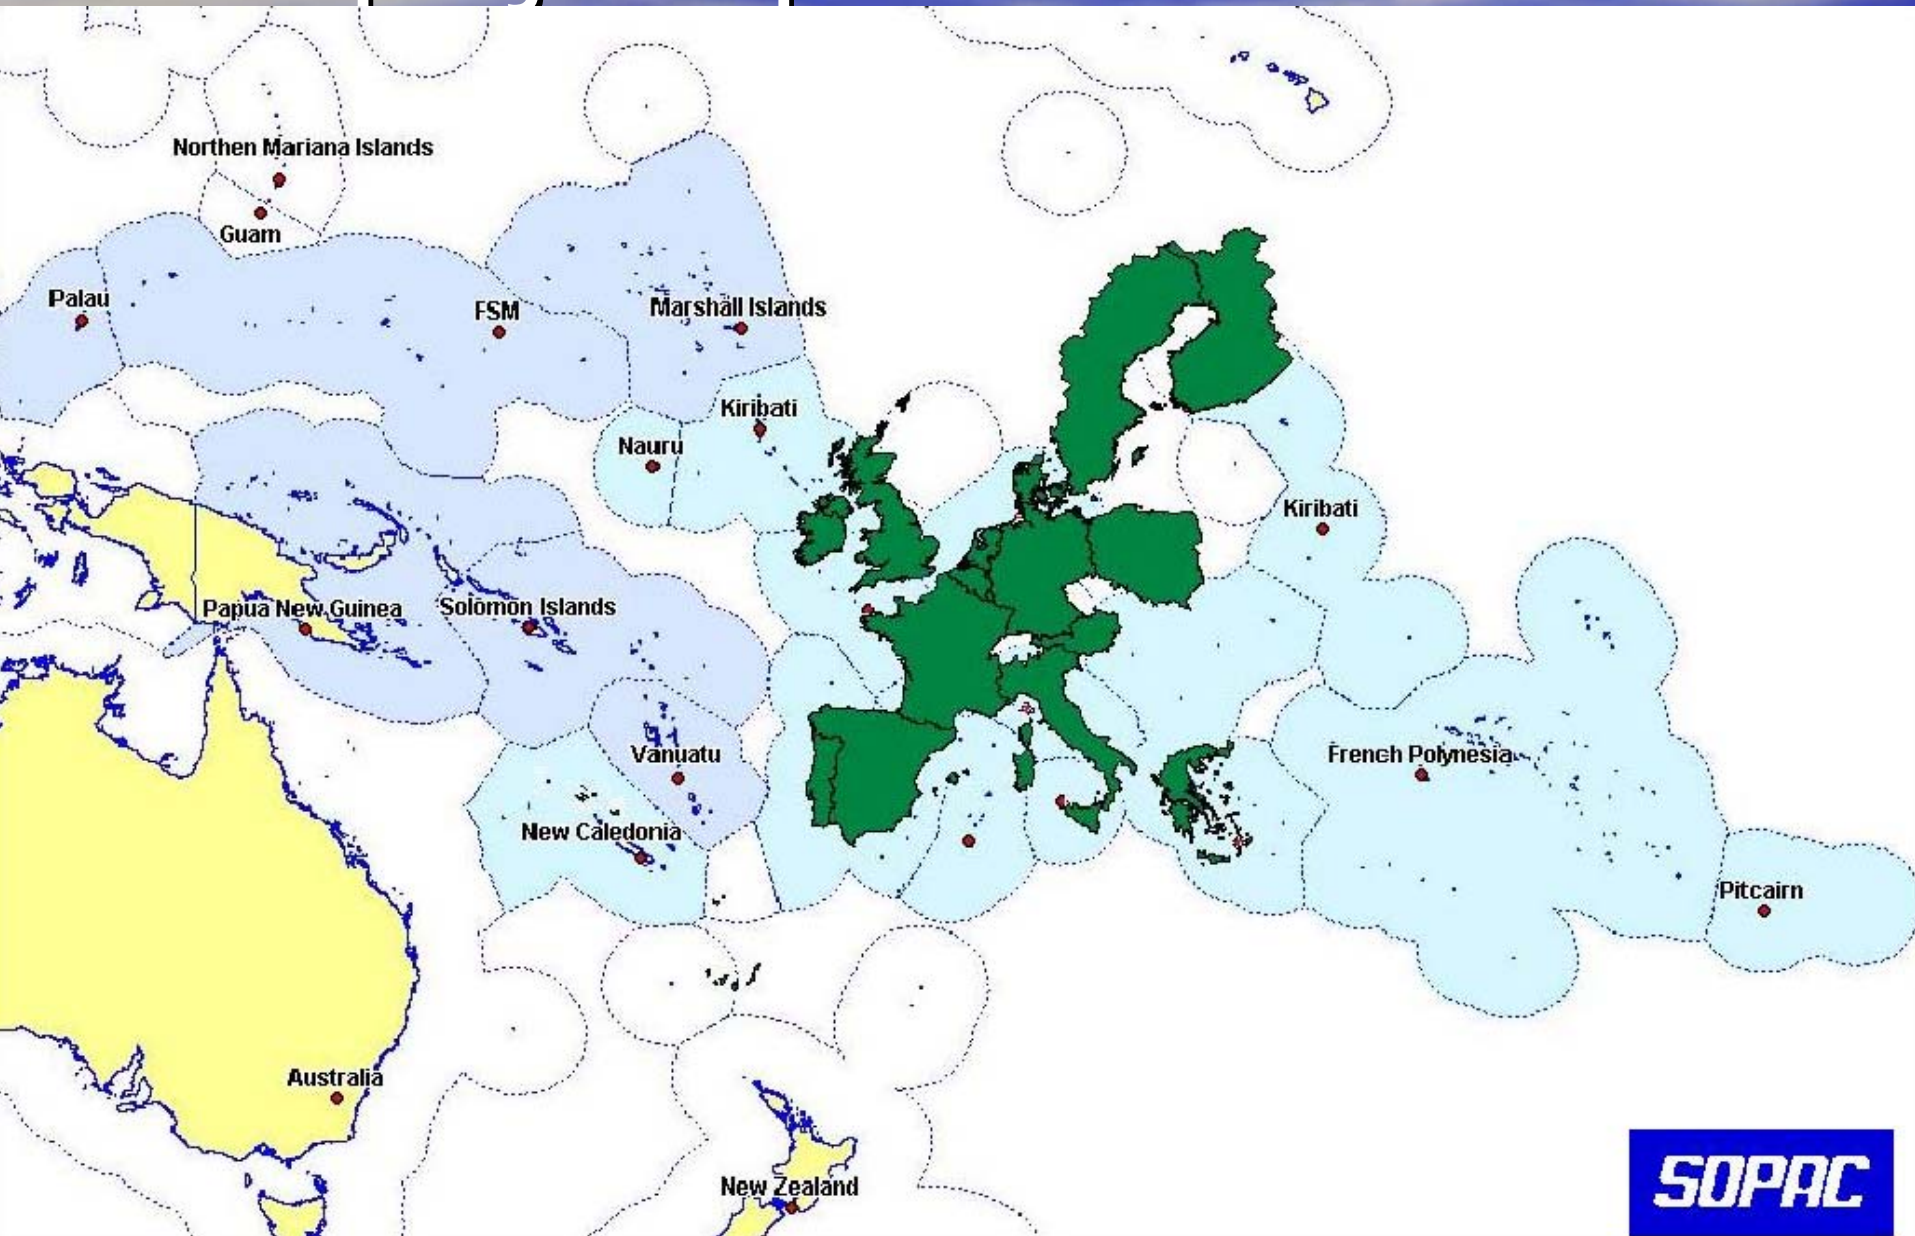 Northen Mariana Islands
Guam
Palau
FSM
Marshall Islands
Kiribati
Nauru
Kiribati
Papua New Guinea
Solomon Islands
Vanuatu
French Polynesia
New Caledonia
Pitcairn
Australia
New Zealand
SOPAC